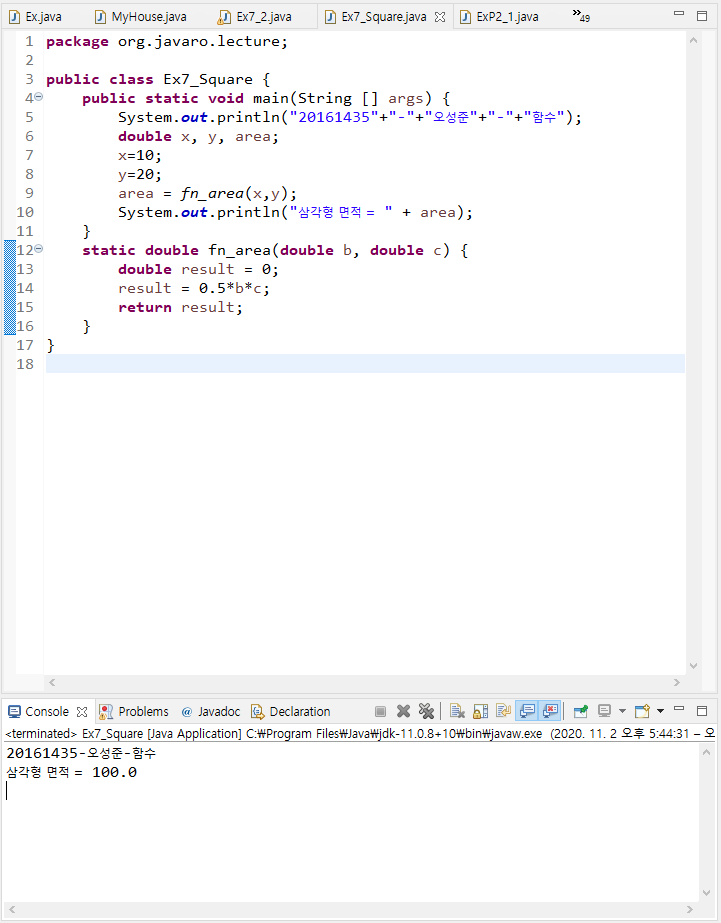 Ex.java MyHouse.java Ex7_2.java Ex7_Square.java ExP2_1.java »49
1 package org.javaro.lecture;
2
3 public class Ex7_Square {
4 public static void main(String [] args) {
5 System.out.println("20161435"+"-"+"오성준"+"-"+"함수");
6 double x, y, area;
7 x=10;
8 y=20;
9 area = fn_area(x,y);
10 System.out.println("삼각형 면적 = " + area);
11 }
12 static double fn_area(double b, double c) {
13 double result = 0;
14 result = 0.5*b*c;
15 return result;
16 }
17 }
18
Console Problems @ Javadoc Declaration
<terminated> Ex7_Square [Java Application] C:₩Program Files₩Java₩jdk-11.0.8+10₩bin₩javaw.exe (2020. 11. 2 오후 5:44:31 – 오
20161435-오성준-함수
삼각형 면적 = 100.0